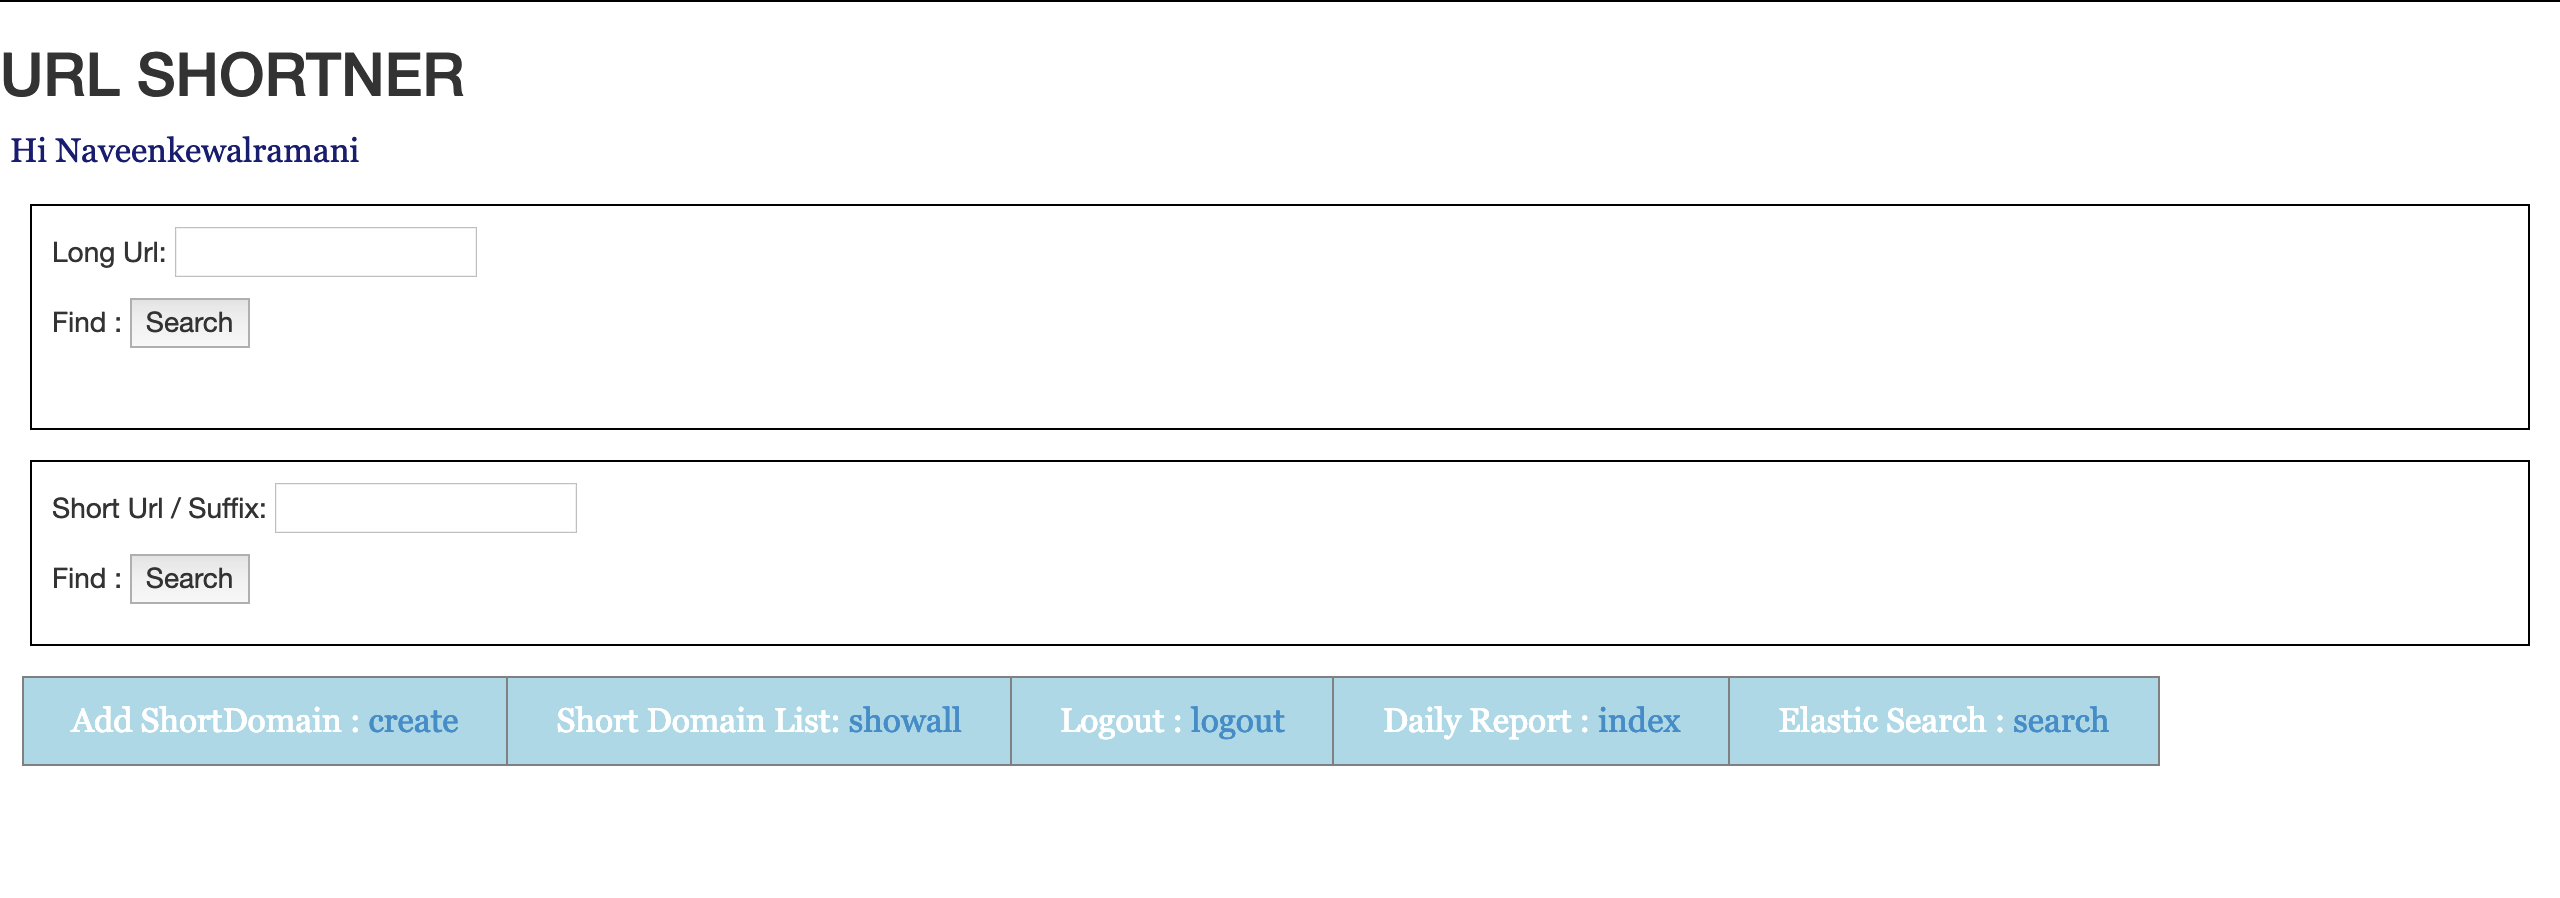 URL SHORTNER
Hi Naveenkewalramani
Long Url:
Find : Search
Short Url / Suffix:
Find : Search
Add ShortDomain : create Short Domain List: showall Logout : logout Daily Report : index Elastic Search : search